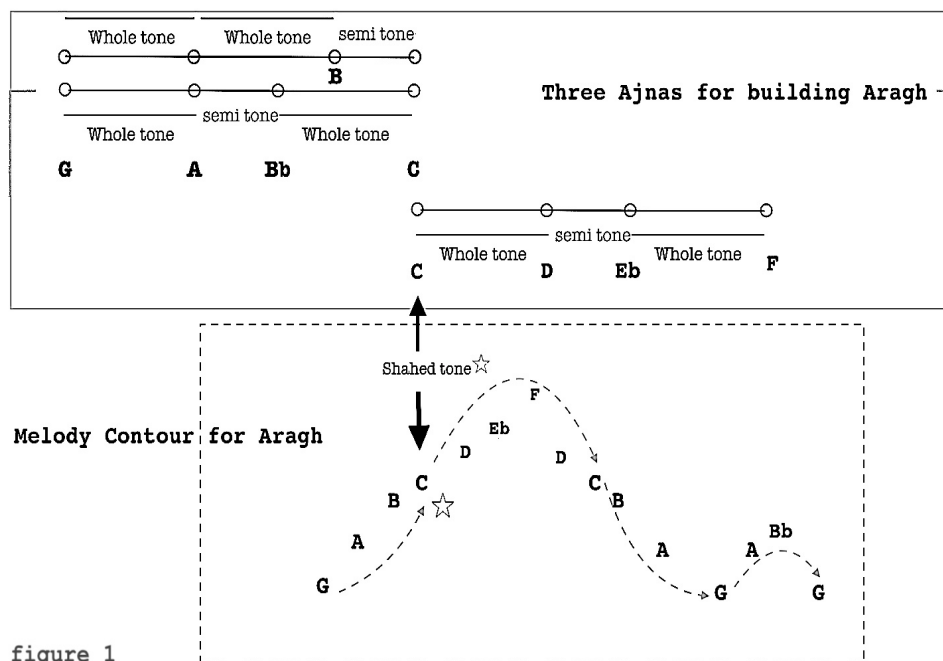 Whole tone Whole tone semi tone
B
Three Ajnas for building Aragh
semi tone
Whole tone Whole tone
G A Bb C
semi tone
Whole tone Whole tone
C D Eb F
Shahed tone
F
Eb
Melody Contour for Aragh
D D
C C
B B
Bb
A A A
G G G
figure 1